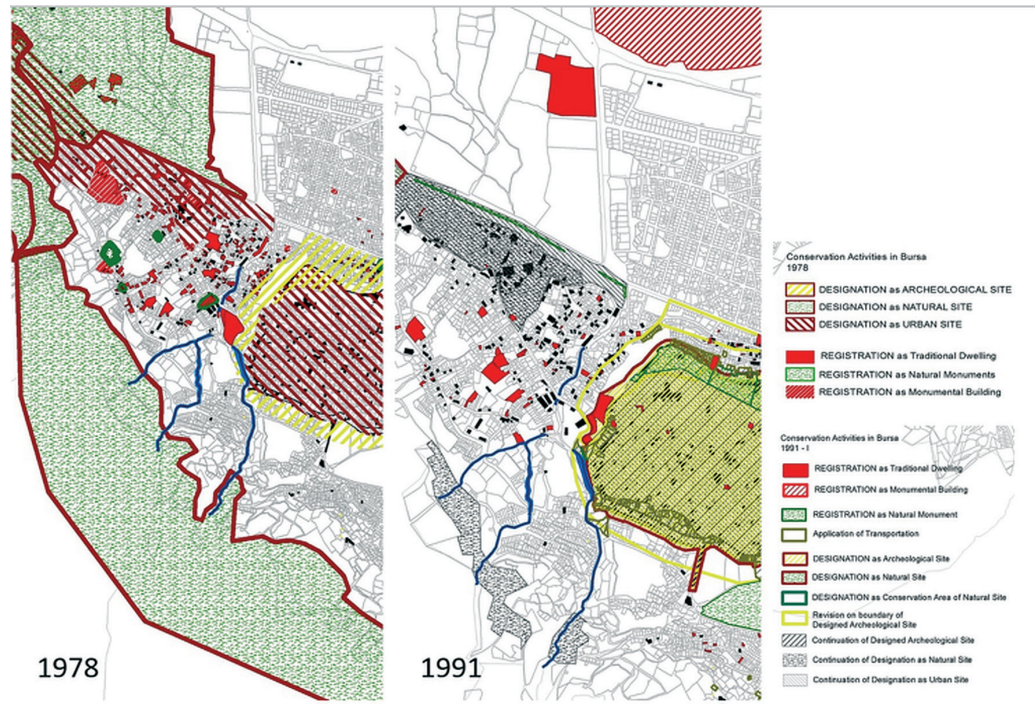 1978
1991
Conservation Activities in Bursa
1978
DESIGNATION as ARCHEOLOGICAL SITE
DESIGNATION as NATURAL SITE
DESIGNATION as URBAN SITE
REGISTRATION as Traditional Dwelling
REGISTRATION as Natural Monuments
REGISTRATION as Monumental Building
Conservation Activities in Bursa
1991 - I
REGISTRATION as Traditional Dwelling
REGISTRATION as Monumental Building
REGISTRATION as Natural Monument
Application of Transportation
DESIGNATION as Archeological Site
DESIGNATION as Natural Site
DESIGNATION as Conservation Area of Natural Site
Revision on boundary of
Designed Archeological Site
Continuation of Designed Archeological Site
Continuation of Designation as Natural Site
Continuation of Designation as Urban Site